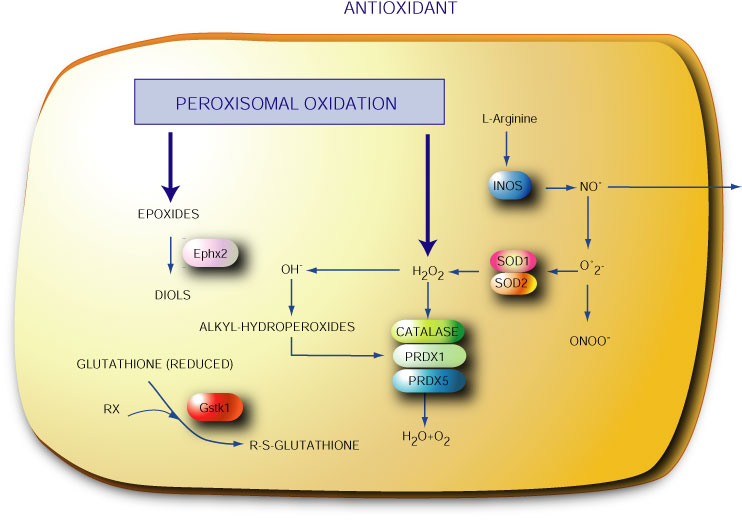 ANTIOXIDANT
PEROXISOMAL OXIDATION
L-Arginine
INOS
NO•
EPOXIDES
Ephx2
DIOLS
OH-
H2O2
SOD1
SOD2
O•2-
ONOO-
ALKYL-HYDROPEROXIDES
CATALASE
PRDX1
PRDX5
GLUTATHIONE (REDUCED)
RX
Gstk1
R-S-GLUTATHIONE
H2O+O2